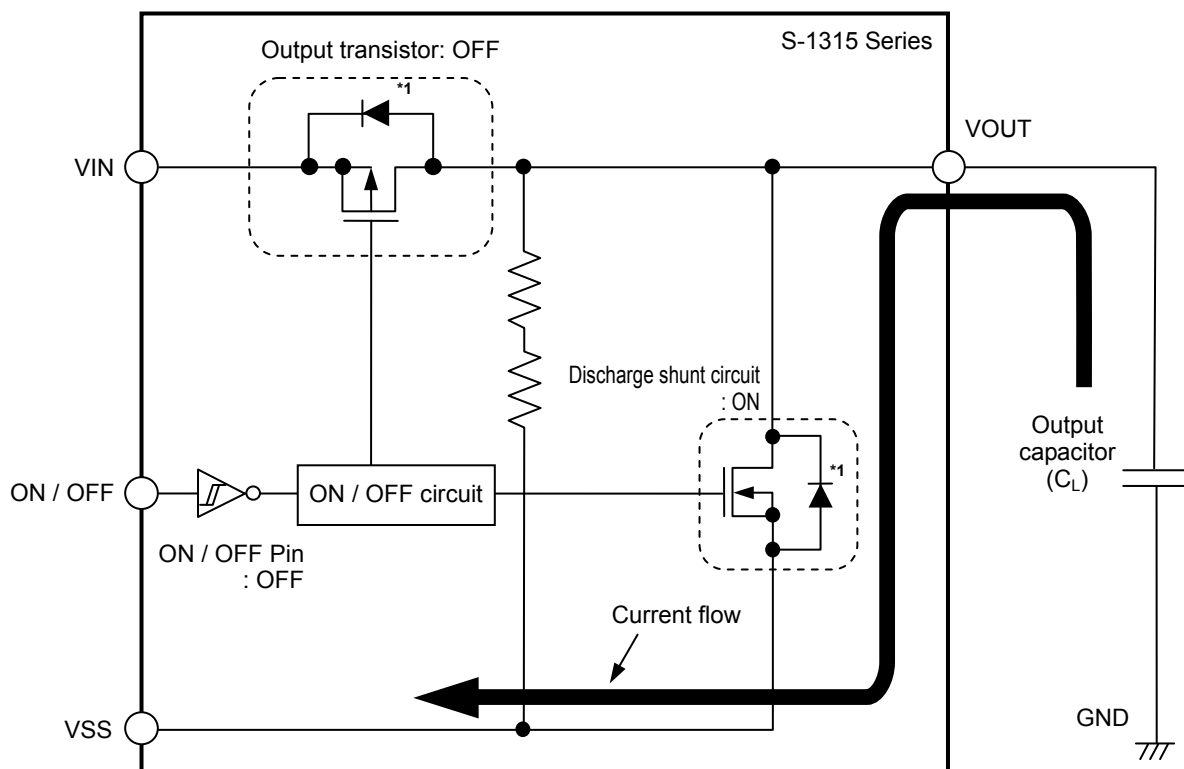 S-1315 Series
Output transistor: OFF
*1
VOUT
VIN
Discharge shunt circuit
: ON
*1
Output
capacitor
(CL)
ON / OFF
ON / OFF circuit
ON / OFF Pin
: OFF
Current flow
GND
VSS